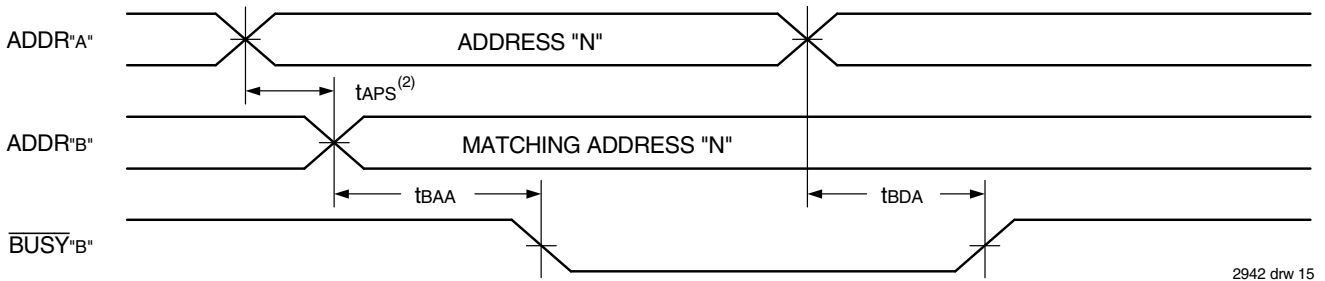 ADDR"A"
ADDRESS "N"
tAPS(2)
ADDR"B"
MATCHING ADDRESS "N"
tBAA
tBDA
BUSY"B"
2942 drw 15